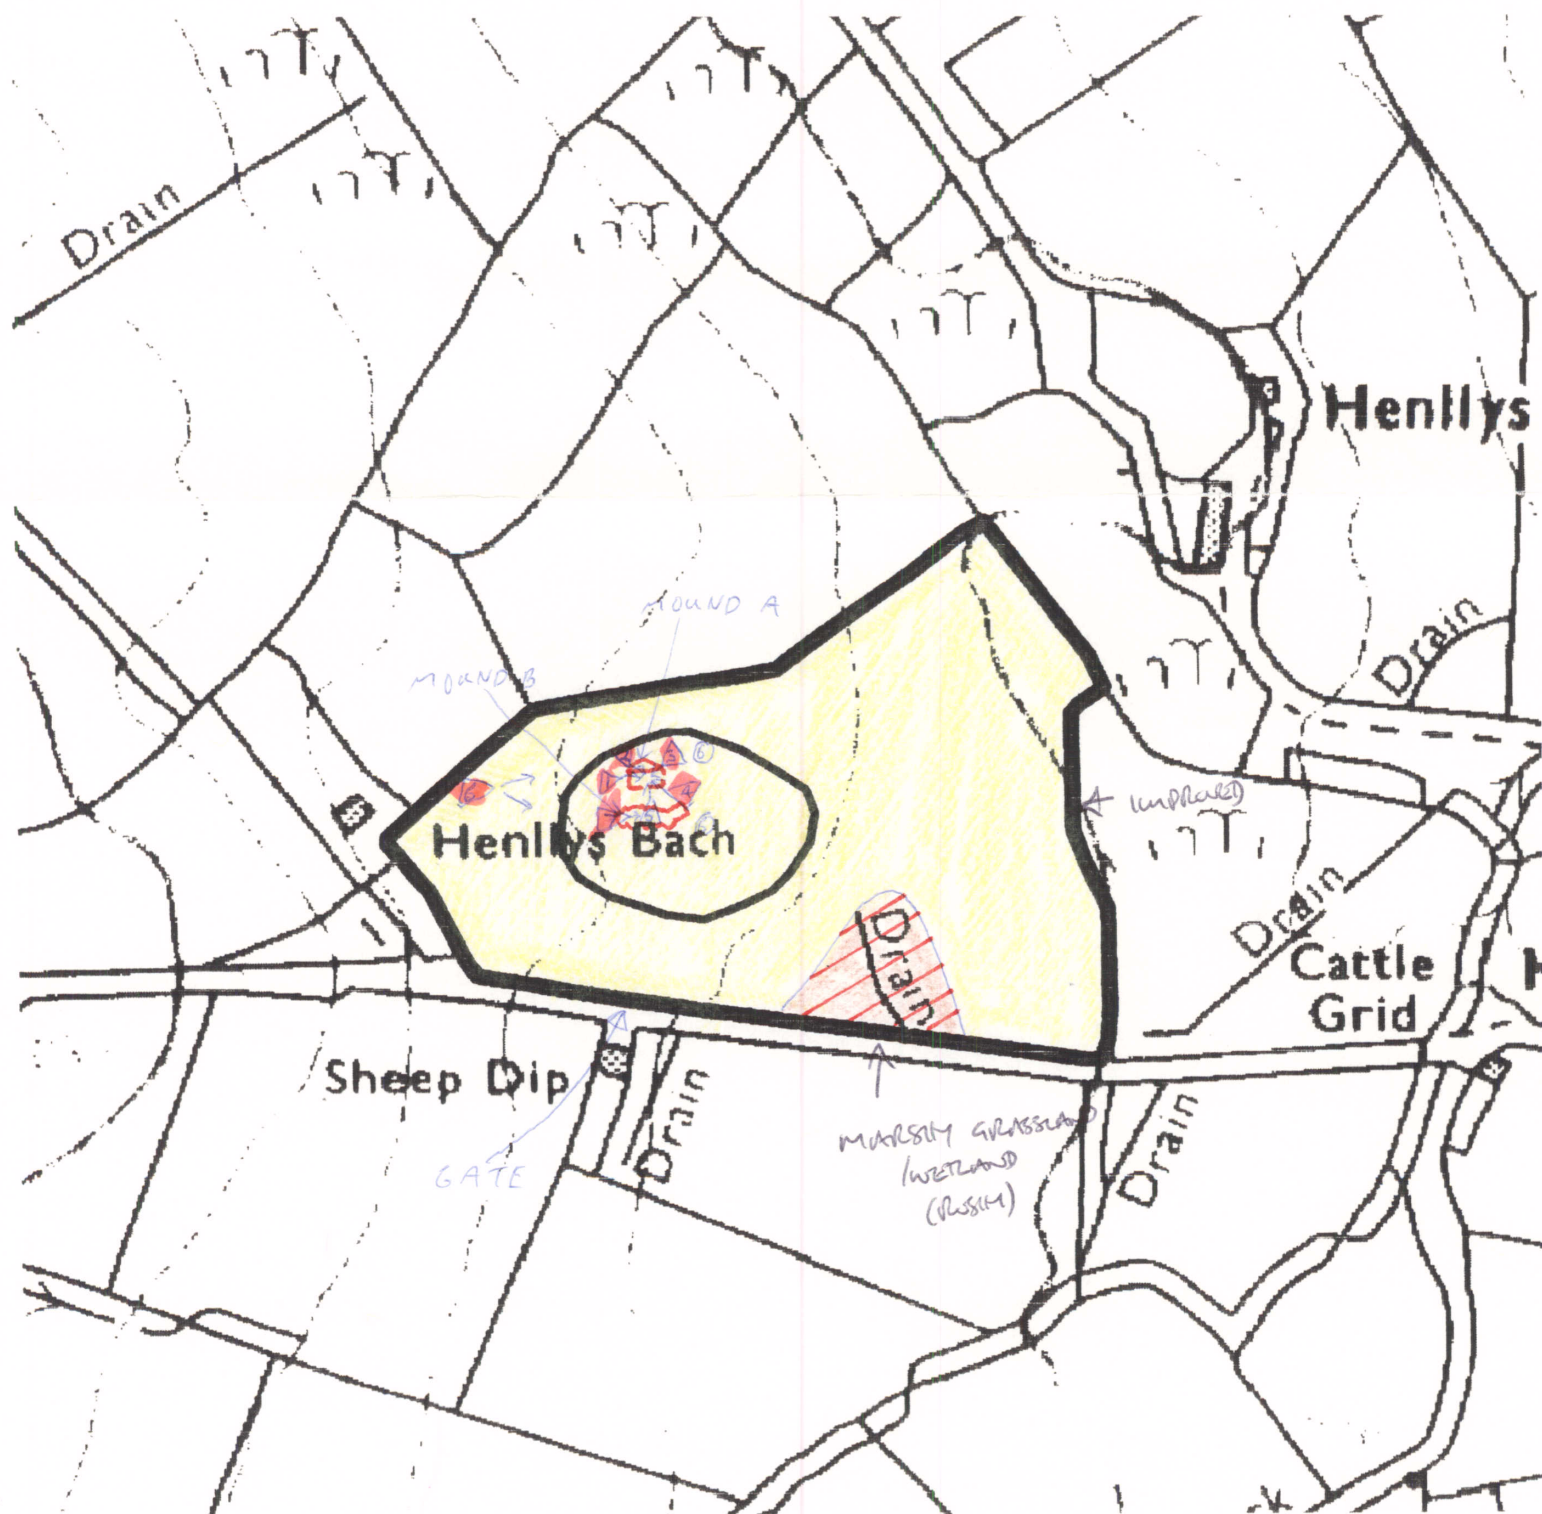 Drain
Henllys
Drain
MOUND A
MOUND B
IMPROVED
Henllys Bach
Drain
Drain
Cattle
Grid
H
Sheep Dip
Drain
Drain
GATE
MARSHY GRASSLAND
/WETLAND
(RUSH)